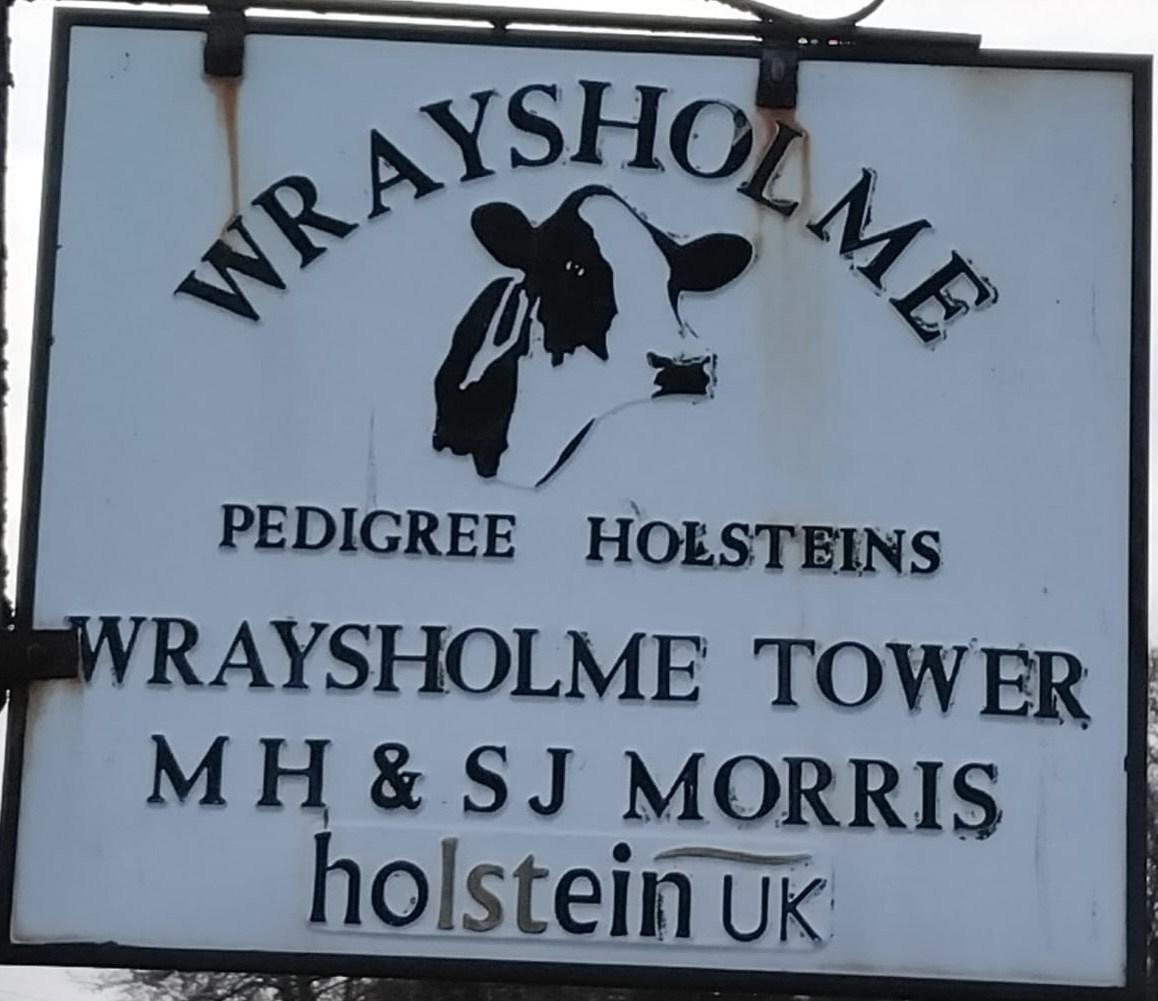 WRAYSHOLME
PEDIGREE HOLSTEINS
WRAYSHOLME TOWER
M H & S J MORRIS
holstein UK